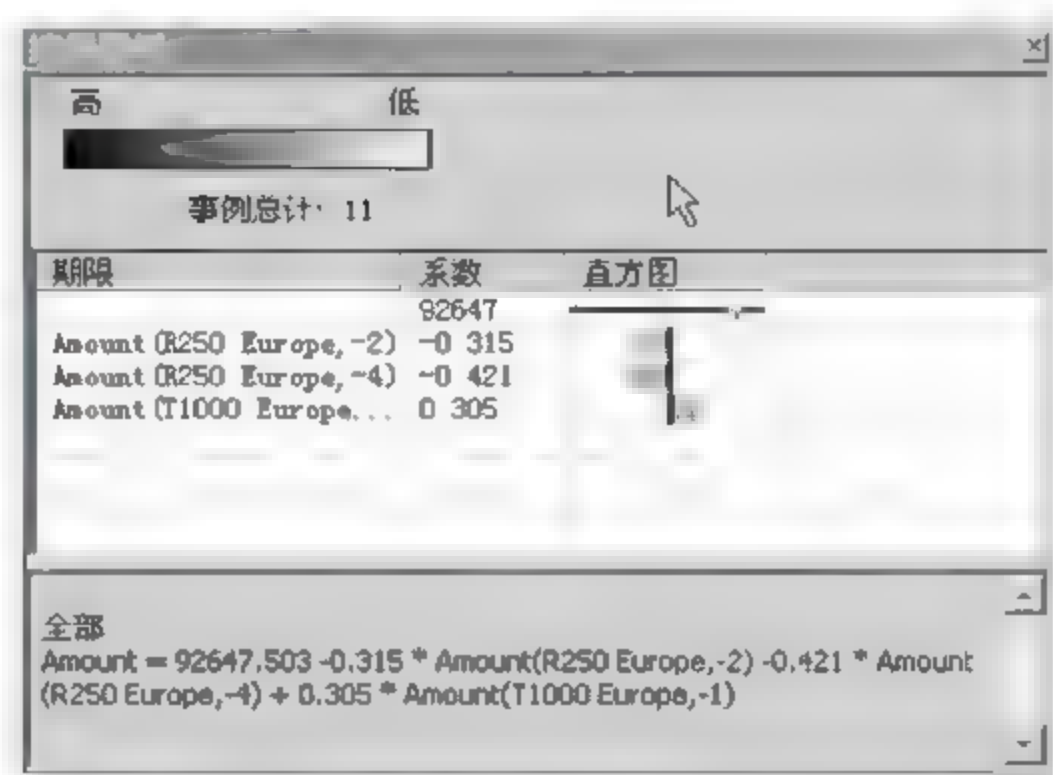 高 低
事例总计: 11
期限 系数 直方图
92647
Amount (R250 Europe,-2) -0 315
Amount (R250 Europe,-4) -0 421
Amount (T1000 Europe... 0 305
全部
Amount = 92647.503 -0.315 * Amount(R250 Europe,-2) -0.421 * Amount
(R250 Europe,-4) + 0.305 * Amount(T1000 Europe,-1)